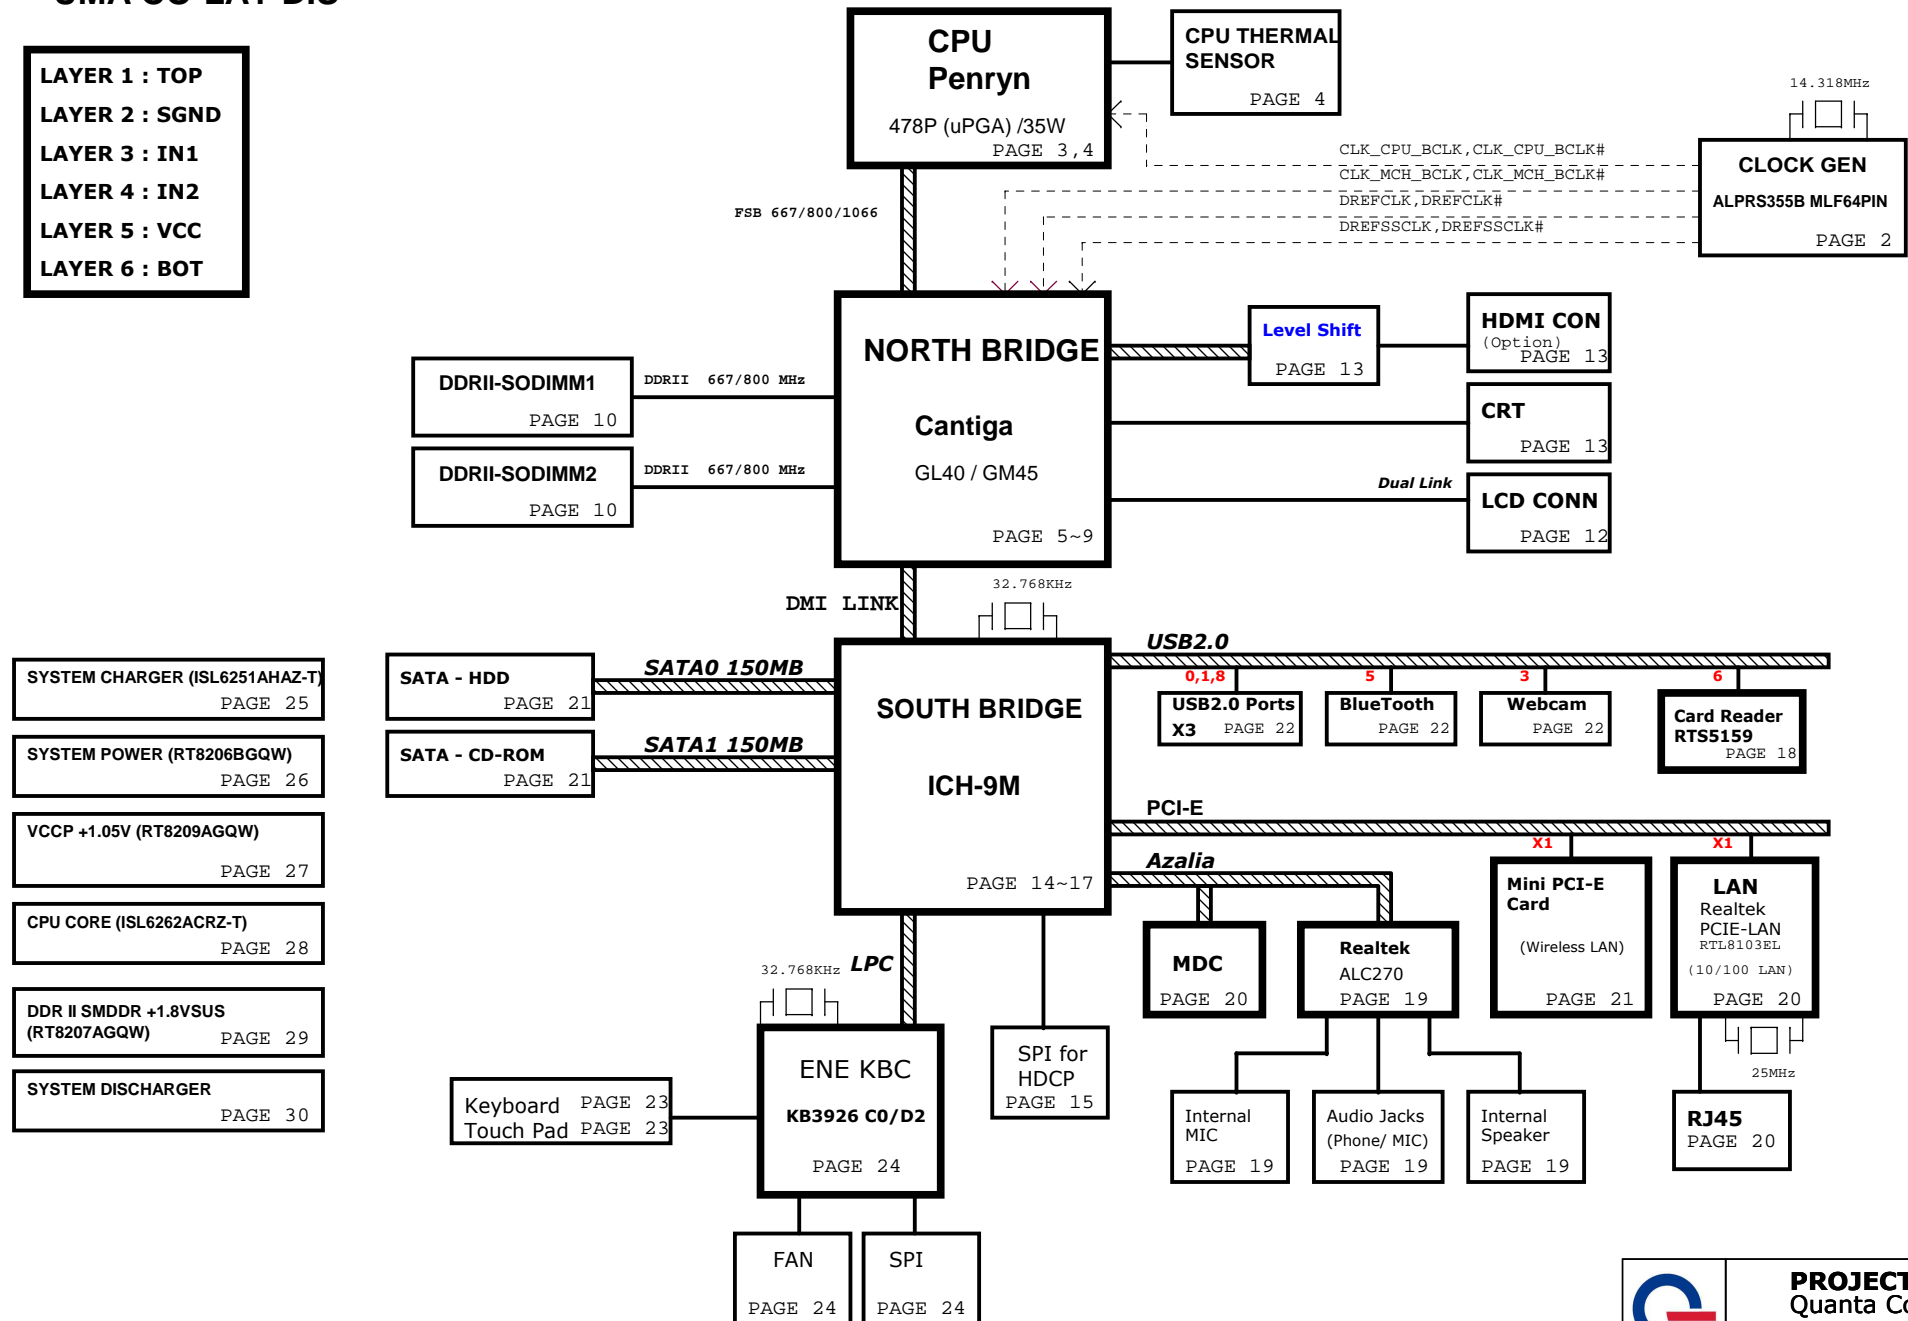 LAYER 1 : TOP
LAYER 2 : SGND
LAYER 3 : IN1
LAYER 4 : IN2
LAYER 5 : VCC
LAYER 6 : BOT
CPU
Penryn
478P (uPGA) /35W
PAGE 3,4
CPU THERMAL
SENSOR
PAGE 4
14.318MHz
CLOCK GEN
ALPRS355B MLF64PIN
PAGE 2
CLK_CPU_BCLK,CLK_CPU_BCLK#
CLK_MCH_BCLK,CLK_MCH_BCLK#
DREFCLK,DREFCLK#
DREFSSCLK,DREFSSCLK#
FSB 667/800/1066
NORTH BRIDGE
Cantiga
GL40 / GM45
PAGE 5~9
DDRII-SODIMM1
PAGE 10
DDRII 667/800 MHz
DDRII-SODIMM2
PAGE 10
DDRII 667/800 MHz
Level Shift
PAGE 13
HDMI CON
(Option)
PAGE 13
CRT
PAGE 13
Dual Link
LCD CONN
PAGE 12
DMI LINK
32.768KHz
SOUTH BRIDGE
ICH-9M
PAGE 14~17
SATA - HDD
PAGE 21
SATA0 150MB
SATA - CD-ROM
PAGE 21
SATA1 150MB
USB2.0
0,1,8
5
3
6
USB2.0 Ports
X3 PAGE 22
BlueTooth
PAGE 22
Webcam
PAGE 22
Card Reader
RTS5159
PAGE 18
PCI-E
X1
X1
Azalia
Mini PCI-E
Card
(Wireless LAN)
PAGE 21
LAN
Realtek
PCIE-LAN
RTL8103EL
(10/100 LAN)
PAGE 20
25MHz
RJ45
PAGE 20
MDC
PAGE 20
Realtek
ALC270
PAGE 19
Internal
MIC
PAGE 19
Audio Jacks
(Phone/ MIC)
PAGE 19
Internal
Speaker
PAGE 19
SYSTEM CHARGER (ISL6251AHAZ-T)
PAGE 25
SYSTEM POWER (RT8206BGQW)
PAGE 26
VCCP +1.05V (RT8209AGQW)
PAGE 27
CPU CORE (ISL6262ACRZ-T)
PAGE 28
DDR II SMDDR +1.8VSUS
(RT8207AGQW)
PAGE 29
SYSTEM DISCHARGER
PAGE 30
32.768KHz
LPC
ENE KBC
KB3926 C0/D2
PAGE 24
Keyboard PAGE 23
Touch Pad PAGE 23
SPI for
HDCP
PAGE 15
FAN
PAGE 24
SPI
PAGE 24
PROJECT
Quanta